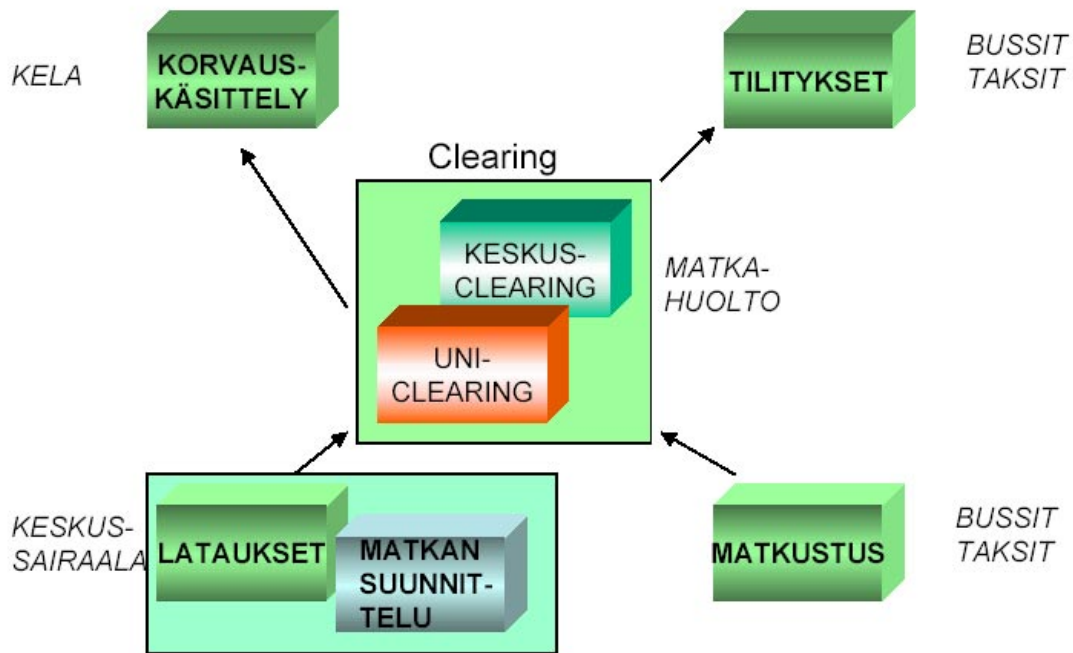 KELA
KORVAUS-
KÄSITTELY
TILITYKSET
BUSSIT
TAKSIT
Clearing
KESKUS-
CLEARING
MATKA-
HUOLTO
UNI-
CLEARING
KESKUS-
SAIRAALA
LATAUKSET
MATKAN
SUUNNIT-
TELU
MATKUSTUS
BUSSIT
TAKSIT